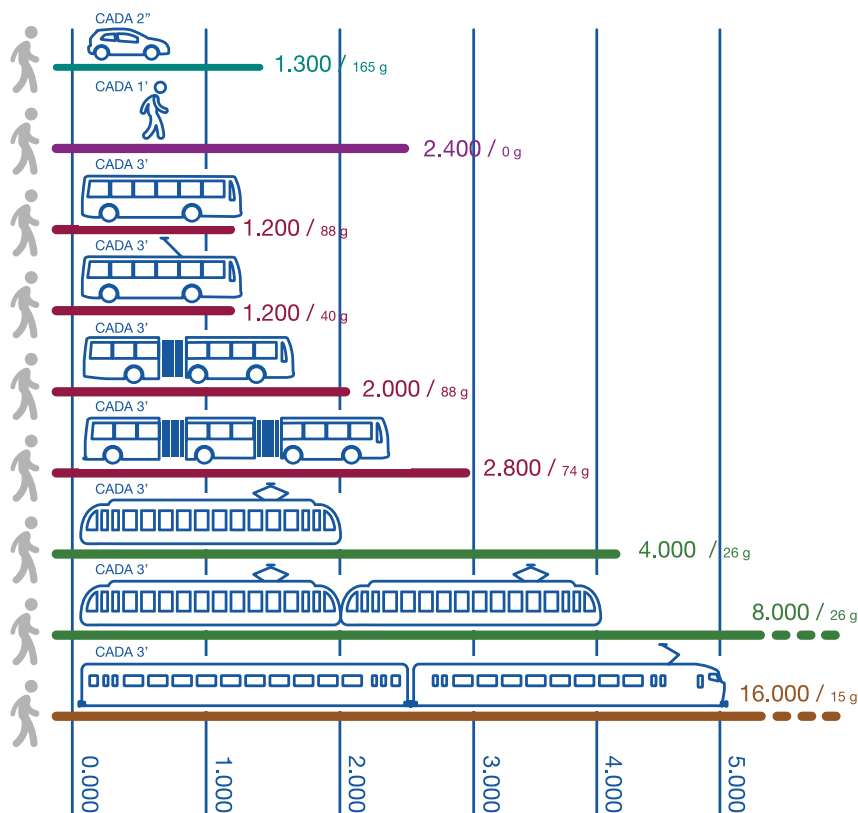 CADA 2”
1.300 / 165 g
CADA 1’
2.400 / 0 g
CADA 3’
1.200 / 88 g
CADA 3’
1.200 / 40 g
CADA 3’
2.000 / 88 g
CADA 3’
2.800 / 74 g
CADA 3’
4.000 / 26 g
CADA 3’
8.000 / 26 g
CADA 3’
16.000 / 15 g
0.000
1.000
2.000
3.000
4.000
5.000